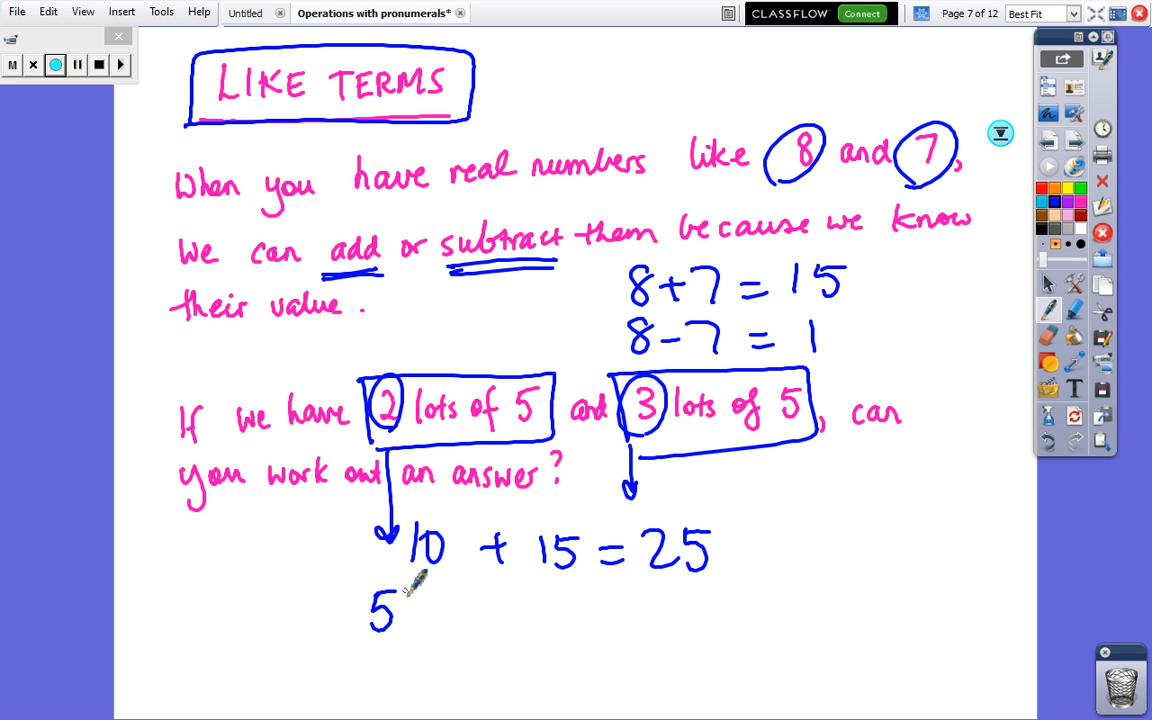 File Edit View Insert Tools Help
Untitled
Operations with pronumerals*
CLASSFLOW Connect
Page 7 of 12
Best Fit
M
LIKE TERMS
When you have real numbers like 8 and 7,
we can add or subtract them because we know
their value.
8 + 7 = 15
8 - 7 = 1
If we have 2 lots of 5 and 3 lots of 5, can
you work out an answer?
10 + 15 = 25
5
T